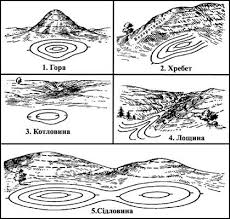 1. Гора
2. Хребет
3. Котловина
4. Лощина
5.Сідловина